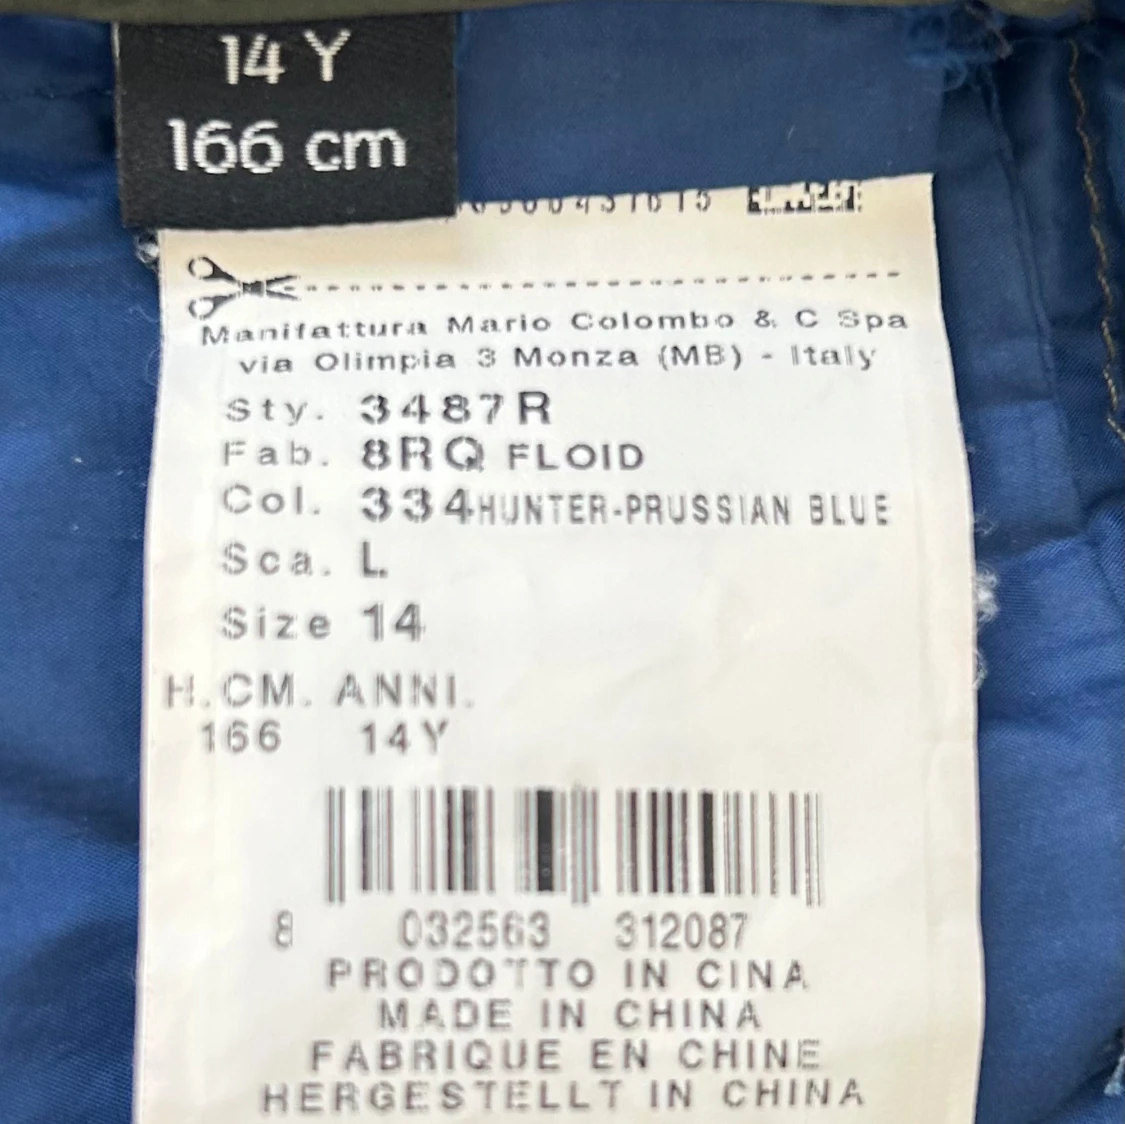 14 Y
166 cm
Manifattura Mario Colombo & C Spa
via Olimpia 3 Monza (MB) - Italy
Sty. 3487R
Fab. 8RQ FLOID
Col. 334HUNTER-PRUSSIAN BLUE
Sca. L.
Size 14
H.CM. ANNI.
166 14Y
8 032563 312087
PRODOTTO IN CINA
MADE IN CHINA
FABRIQUE EN CHINE
HERGESTELLT IN CHINA